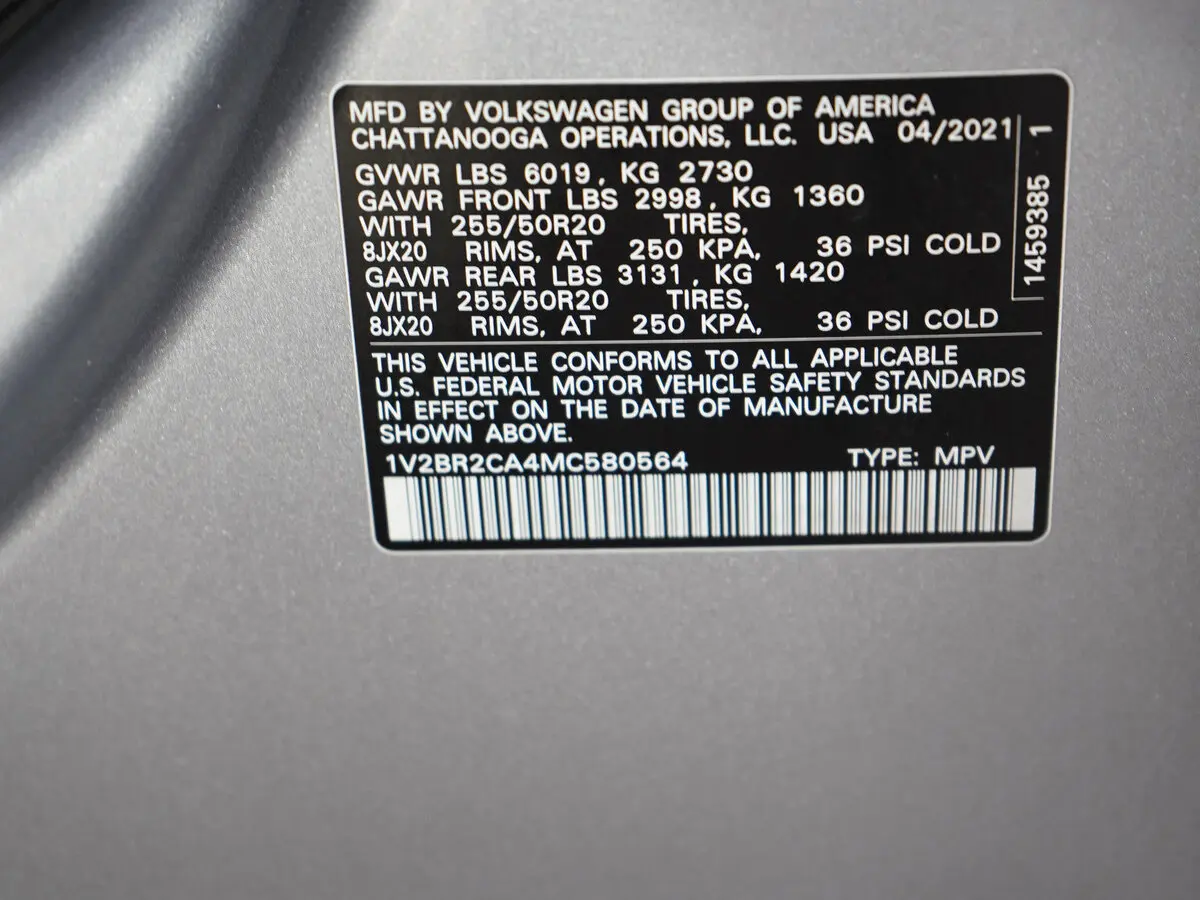 MFD BY VOLKSWAGEN GROUP OF AMERICA
CHATTANOOGA OPERATIONS, LLC. USA 04/2021
GVWR LBS 6019, KG 2730
GAWR FRONT LBS 2998, KG 1360
WITH 255/50R20 TIRES,
8JX20 RIMS, AT 250 KPA, 36 PSI COLD
GAWR REAR LBS 3131, KG 1420
WITH 255/50R20 TIRES,
8JX20 RIMS, AT 250 KPA, 36 PSI COLD
1459385 1
THIS VEHICLE CONFORMS TO ALL APPLICABLE
U.S. FEDERAL MOTOR VEHICLE SAFETY STANDARDS
IN EFFECT ON THE DATE OF MANUFACTURE
SHOWN ABOVE.
1V2BR2CA4MC580564 TYPE: MPV